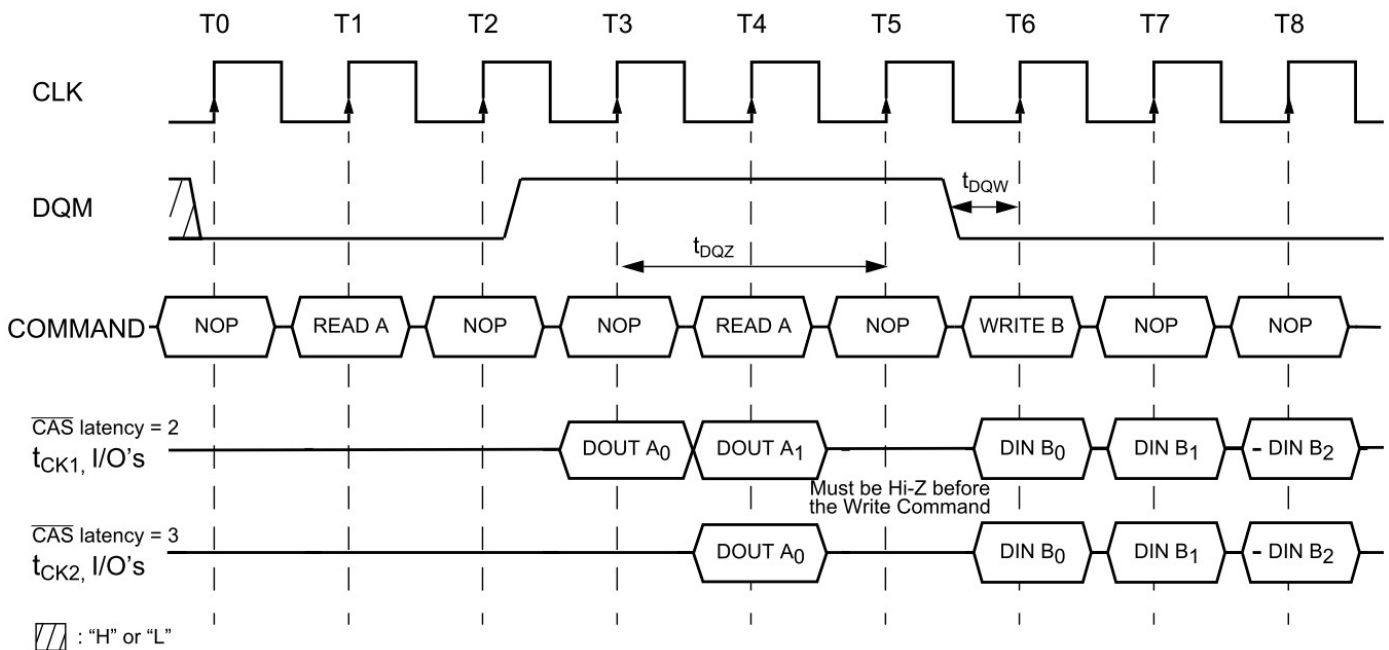 T0 T1 T2 T3 T4 T5 T6 T7 T8
CLK
DQM
tDQW
tDQZ
COMMAND NOP READ A NOP NOP READ A NOP WRITE B NOP NOP
CAS latency = 2
tCK1, I/O's DOUT A0 DOUT A1 DIN B0 DIN B1 DIN B2
Must be Hi-Z before
the Write Command
CAS latency = 3
tCK2, I/O's DOUT A0 DIN B0 DIN B1 DIN B2
: “H” or “L”